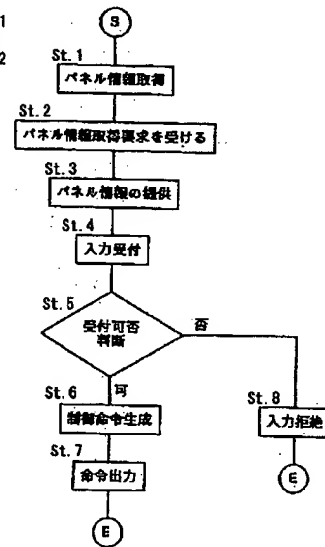 1
2
S
St.1
パネル情報取得
St.2
パネル情報取得要求を受ける
St.3
パネル情報の提供
St.4
入力受付
St.5
受付可否
判断
否
可
St.6
制御命令生成
St.8
入力拒絶
St.7
命令出力
E
E